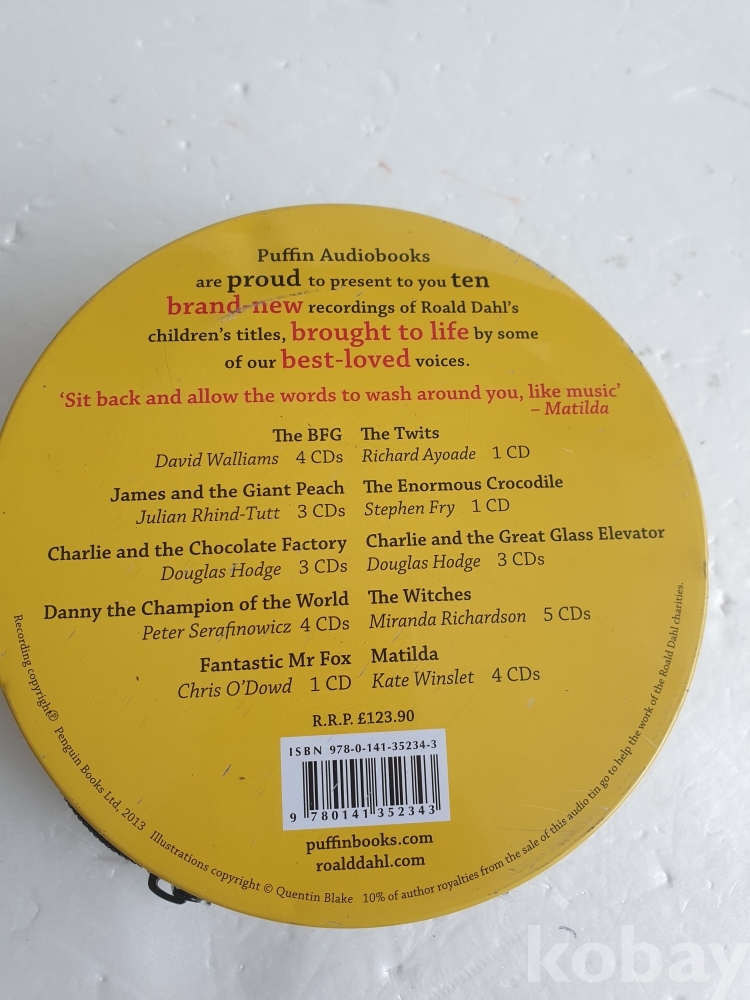 Puffin Audiobooks
are proud to present to you ten
brand-new recordings of Roald Dahl's
children's titles, brought to life by some
of our best-loved voices.
'Sit back and allow the words to wash around you, like music'
– Matilda
The BFG
David Walliams 4 CDs
The Twits
Richard Ayoade 1 CD
James and the Giant Peach
Julian Rhind-Tutt 3 CDs
The Enormous Crocodile
Stephen Fry 1 CD
Charlie and the Chocolate Factory
Douglas Hodge 3 CDs
Charlie and the Great Glass Elevator
Douglas Hodge 3 CDs
Danny the Champion of the World
Peter Serafinowicz 4 CDs
The Witches
Miranda Richardson 5 CDs
Fantastic Mr Fox
Chris O'Dowd 1 CD
Matilda
Kate Winslet 4 CDs
R.R.P. £123.90
ISBN 978-0-141-35234-3
9 780141 352343
puffinbooks.com
roalddahl.com
Recording copyright ℗ Penguin Books Ltd, 2013 Illustrations copyright © Quentin Blake 10% of author royalties from the sale of this audio tin go to help the work of the Roald Dahl charities.
kobay